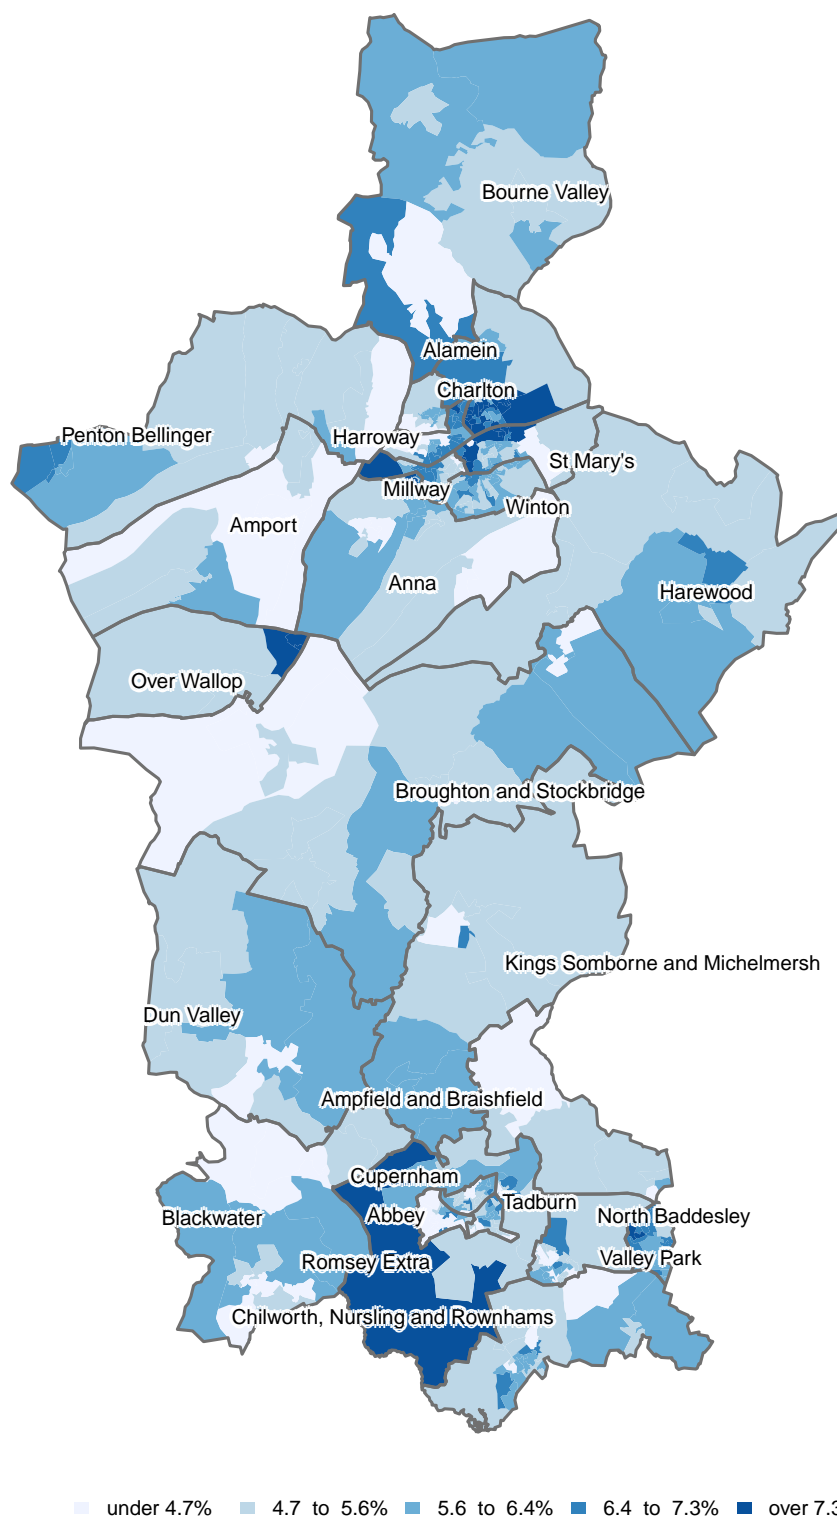 Bourne Valley
Alamein
Charlton
Penton Bellinger
Harroway
St Mary's
Millway
Winton
Amport
Anna
Harewood
Over Wallop
Broughton and Stockbridge
Kings Somborne and Michelmersh
Dun Valley
Ampfield and Braishfield
Cupernham
Tadburn
Abbey
Blackwater
North Baddesley
Valley Park
Romsey Extra
Chilworth, Nursling and Rownhams
under 4.7% 4.7 to 5.6% 5.6 to 6.4% 6.4 to 7.3% over 7.3